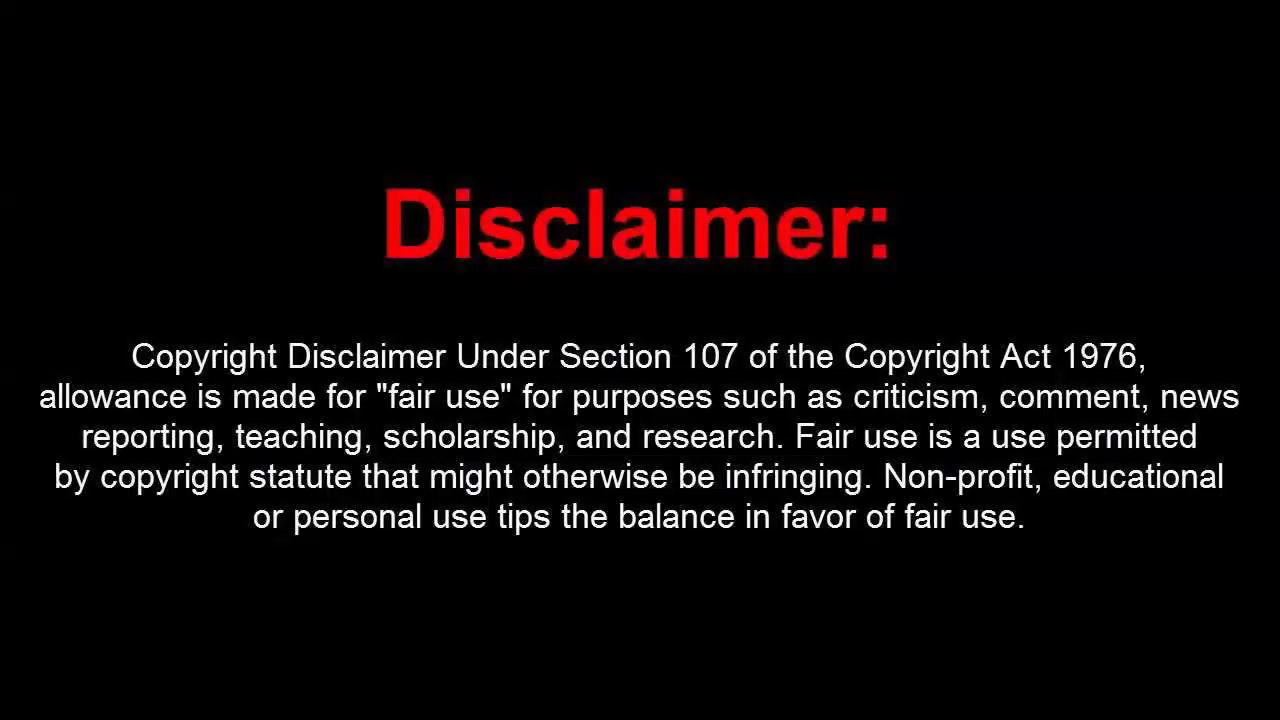 Disclaimer:
Copyright Disclaimer Under Section 107 of the Copyright Act 1976,
allowance is made for "fair use" for purposes such as criticism, comment, news
reporting, teaching, scholarship, and research. Fair use is a use permitted
by copyright statute that might otherwise be infringing. Non-profit, educational
or personal use tips the balance in favor of fair use.